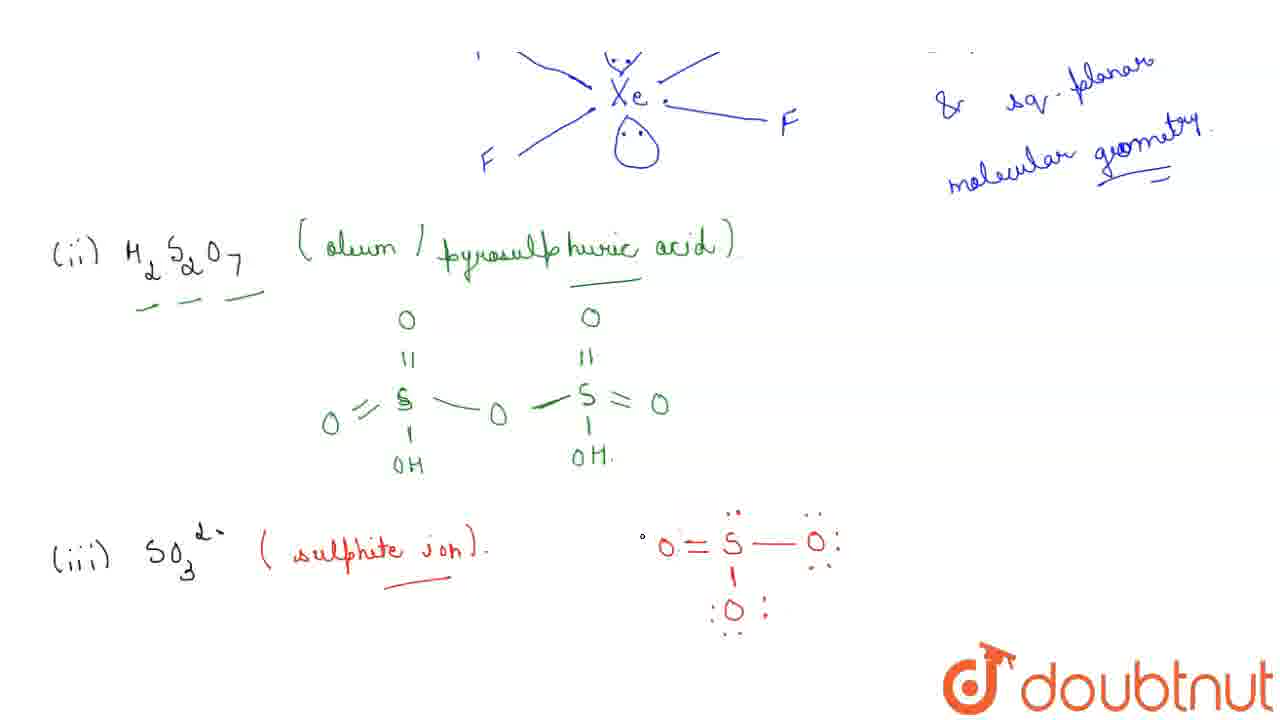 Xe
F
F
& sq. planar
molecular geometry.
(ii) H2S2O7 (oleum / pyrosulphuric acid)
O O
O = S — O — S = O
OH OH.
(iii) SO3 2- (sulphite ion).
O = S — O
O
doubtnut